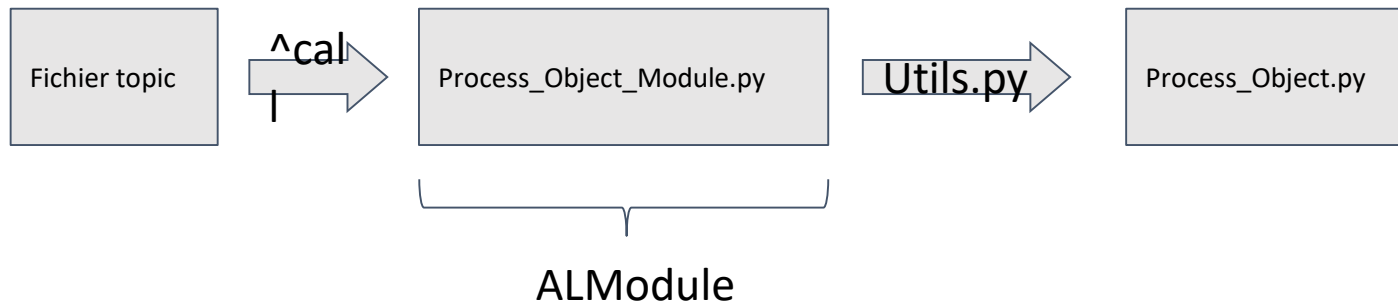 Fichier topic
^cal
l
Process_Object_Module.py
Utils.py
Process_Object.py
ALModule